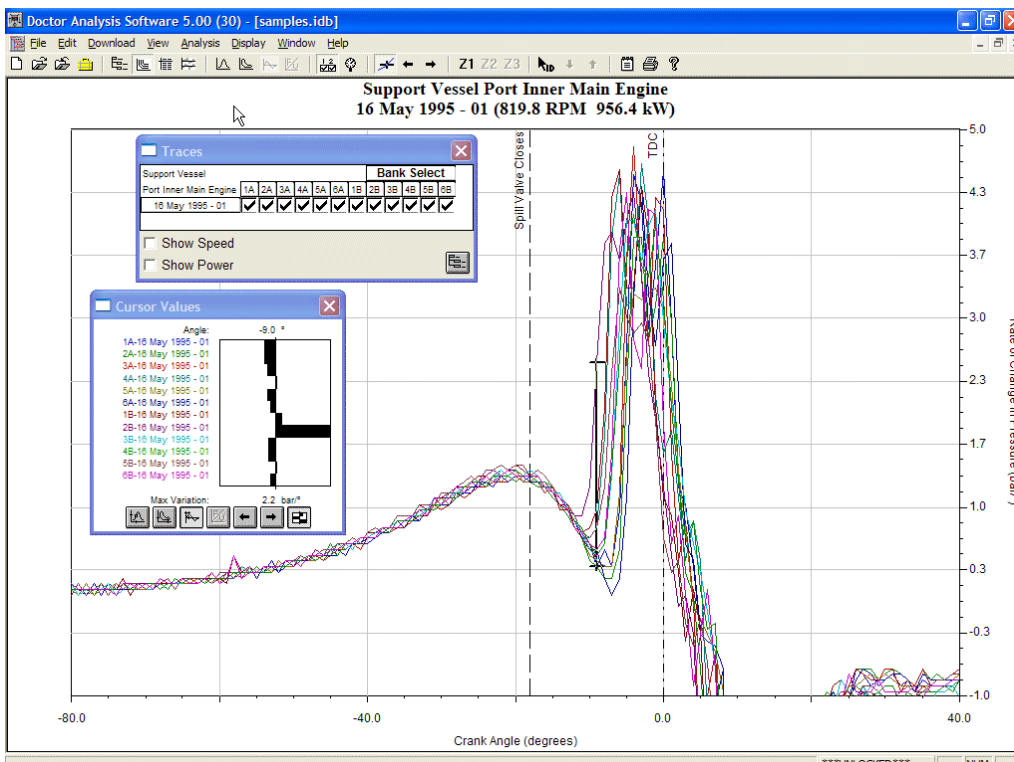 Doctor Analysis Software 5.00 (30) - [samples.idb]
File Edit Download View Analysis Display Window Help
Z1 Z2 Z3 ID
Support Vessel Port Inner Main Engine
16 May 1995 - 01 (819.8 RPM 956.4 kW)
Traces
Support Vessel Bank Select
Port Inner Main Engine 1A 2A 3A 4A 5A 6A 1B 2B 3B 4B 5B 6B
16 May 1995 - 01
Show Speed
Show Power
Cursor Values
Angle: -9.0 °
1A-16 May 1995 - 01
2A-16 May 1995 - 01
3A-16 May 1995 - 01
4A-16 May 1995 - 01
5A-16 May 1995 - 01
6A-16 May 1995 - 01
1B-16 May 1995 - 01
2B-16 May 1995 - 01
3B-16 May 1995 - 01
4B-16 May 1995 - 01
5B-16 May 1995 - 01
6B-16 May 1995 - 01
Max Variation: 2.2 bar/°
Spill Valve Closes
TDC
5.0
4.3
3.7
3.0
2.3
1.7
1.0
0.3
-0.3
-1.0
Rate of Change in Pressure (bar/°)
-80.0 -40.0 0.0 40.0
Crank Angle (degrees)